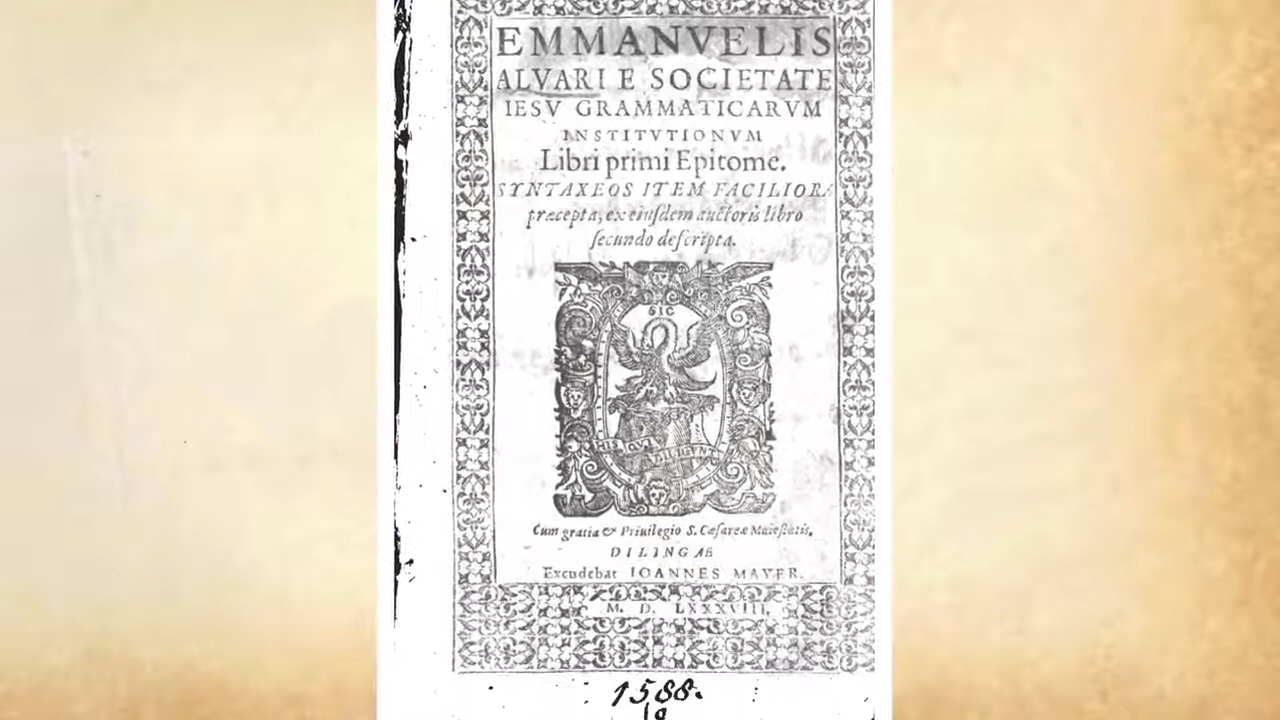 EMMANVELIS
ALVARI E SOCIETATE
IESV GRAMMATICARVM
INSTITVTIONVM
Libri primi Epitome.
SYNTAXEOS ITEM FACILIORA
præcepta, ex eiuſdem auctoris libro
ſecundo deſcripta.
SIC
HIS QVI
DILIGVNT
Cum gratia & Priuilegio S. Cæſareæ Maieſtatis.
DILINGAE
Excudebat IOANNES MAYER.
M. D. LXXXVIII.
1588.